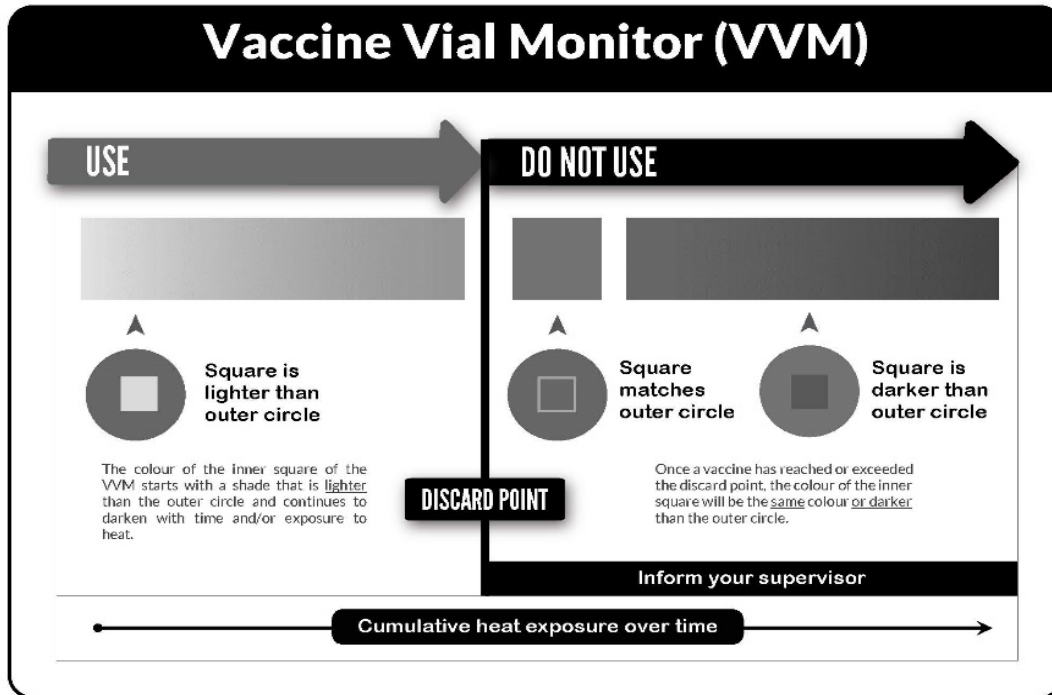 Vaccine Vial Monitor (VVM)
USE
DO NOT USE
Square is
lighter than
outer circle
Square
matches
outer circle
Square is
darker than
outer circle
The colour of the inner square of the
VVM starts with a shade that is lighter
than the outer circle and continues to
darken with time and/or exposure to
heat.
DISCARD POINT
Once a vaccine has reached or exceeded
the discard point, the colour of the inner
square will be the same colour or darker
than the outer circle.
Inform your supervisor
Cumulative heat exposure over time